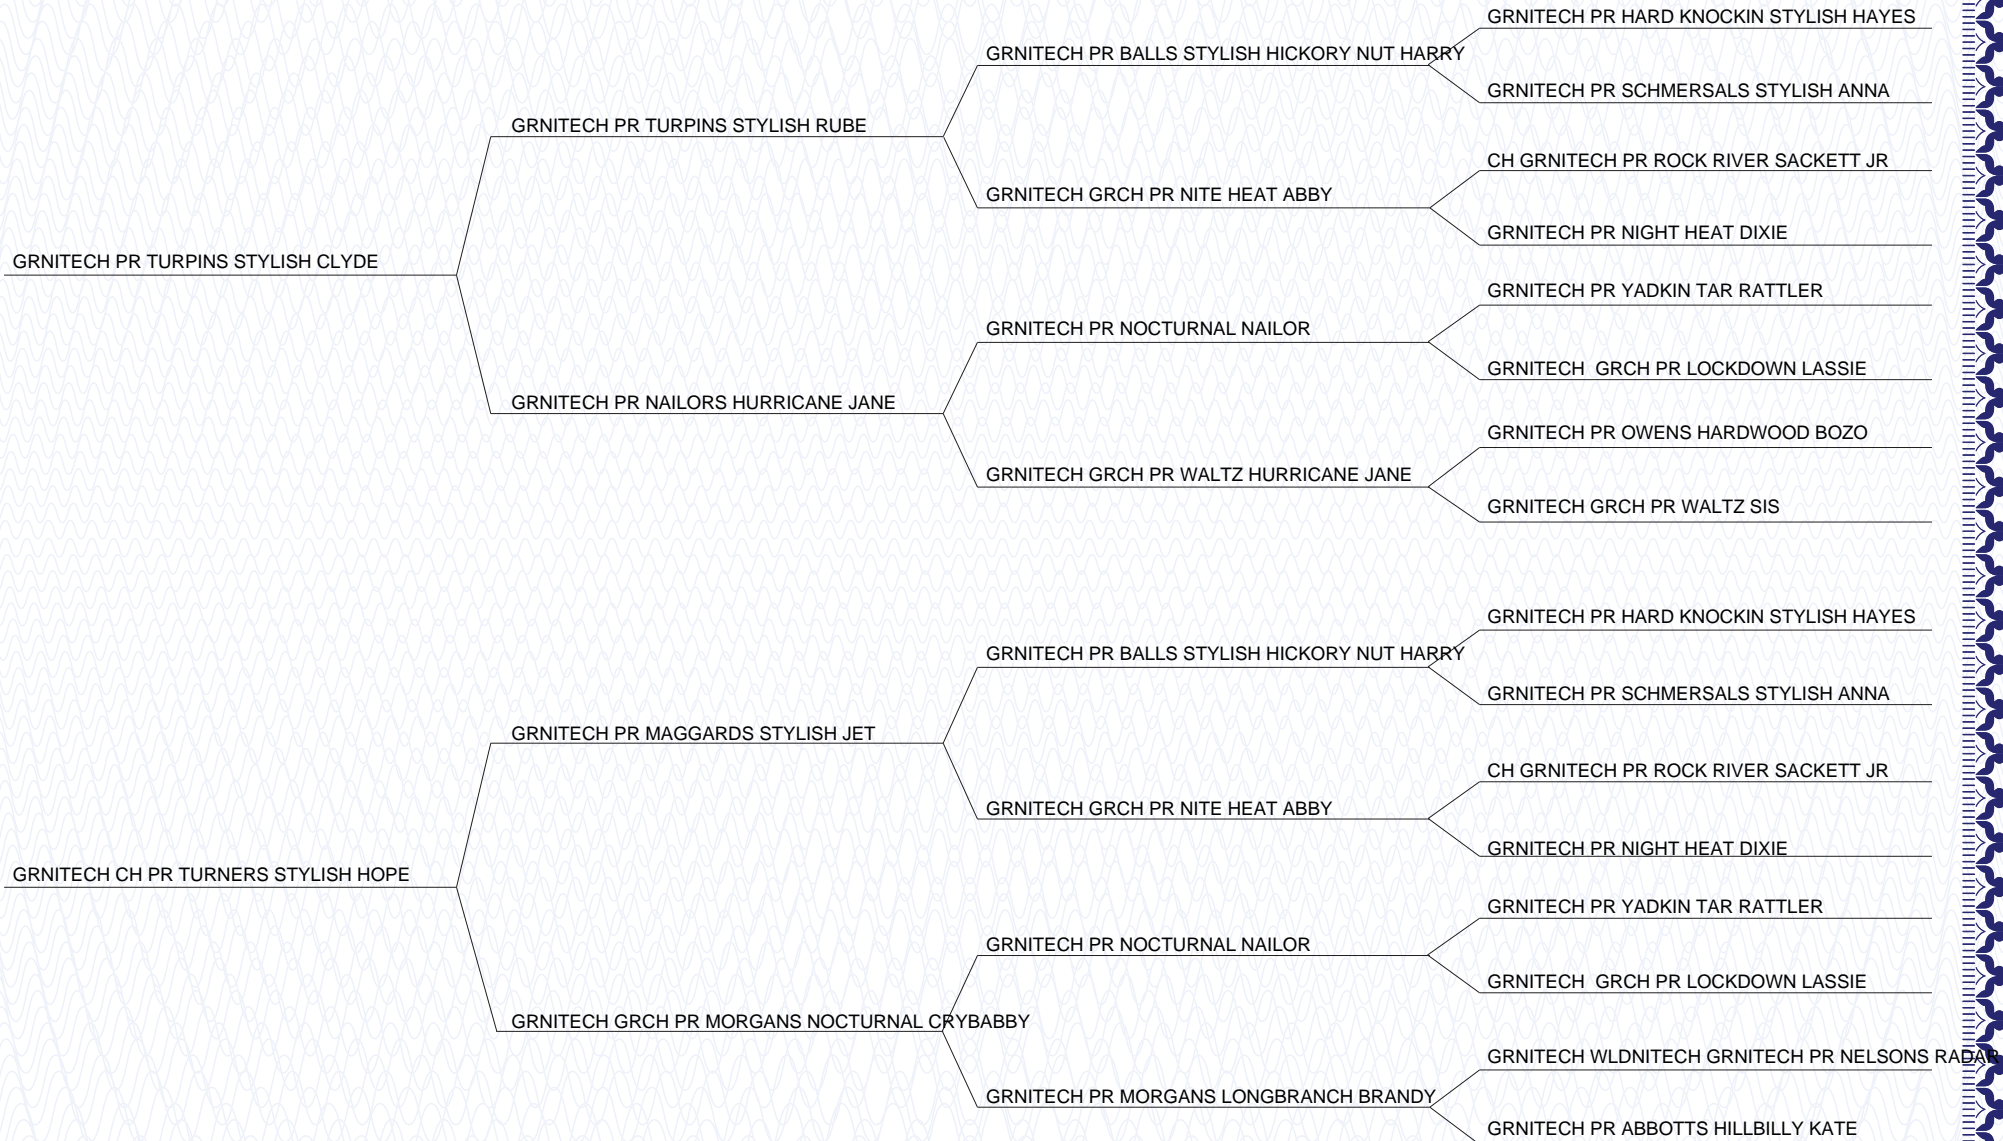 GRNITECH PR HARD KNOCKIN STYLISH HAYES
GRNITECH PR BALLS STYLISH HICKORY NUT HARRY
GRNITECH PR SCHMERSALS STYLISH ANNA
GRNITECH PR TURPINS STYLISH RUBE
CH GRNITECH PR ROCK RIVER SACKETT JR
GRNITECH GRCH PR NITE HEAT ABBY
GRNITECH PR NIGHT HEAT DIXIE
GRNITECH PR TURPINS STYLISH CLYDE
GRNITECH PR YADKIN TAR RATTLER
GRNITECH PR NOCTURNAL NAILOR
GRNITECH  GRCH PR LOCKDOWN LASSIE
GRNITECH PR NAILORS HURRICANE JANE
GRNITECH PR OWENS HARDWOOD BOZO
GRNITECH GRCH PR WALTZ HURRICANE JANE
GRNITECH GRCH PR WALTZ SIS
GRNITECH PR HARD KNOCKIN STYLISH HAYES
GRNITECH PR BALLS STYLISH HICKORY NUT HARRY
GRNITECH PR SCHMERSALS STYLISH ANNA
GRNITECH PR MAGGARDS STYLISH JET
CH GRNITECH PR ROCK RIVER SACKETT JR
GRNITECH GRCH PR NITE HEAT ABBY
GRNITECH PR NIGHT HEAT DIXIE
GRNITECH CH PR TURNERS STYLISH HOPE
GRNITECH PR YADKIN TAR RATTLER
GRNITECH PR NOCTURNAL NAILOR
GRNITECH  GRCH PR LOCKDOWN LASSIE
GRNITECH GRCH PR MORGANS NOCTURNAL CRYBABBY
GRNITECH WLDNITECH GRNITECH PR NELSONS RADAR
GRNITECH PR MORGANS LONGBRANCH BRANDY
GRNITECH PR ABBOTTS HILLBILLY KATE